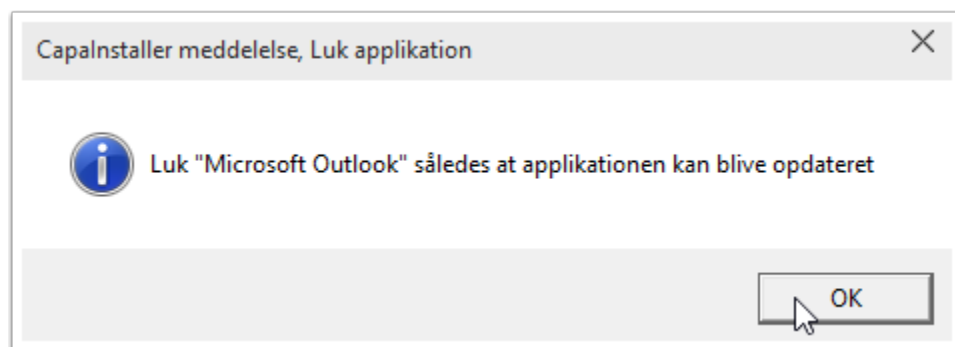 CapaInstaller meddelelse, Luk applikation
Luk "Microsoft Outlook" således at applikationen kan blive opdateret
OK